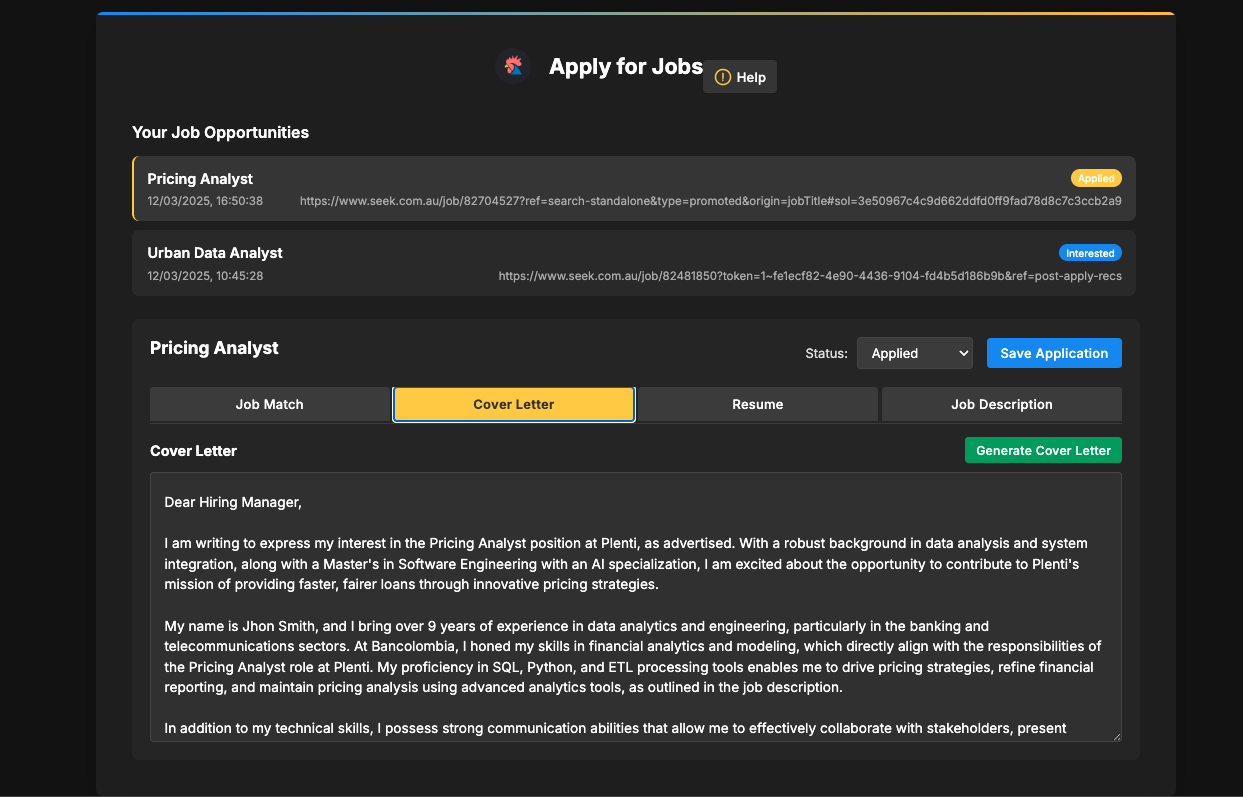 Apply for Jobs
Help
Your Job Opportunities
Pricing Analyst
Applied
12/03/2025, 16:50:38
https://www.seek.com.au/job/82704527?ref=search-standalone&type=promoted&origin=jobTitle#sol=3e50967c4c9d662ddfd0ff9fad78d8c7c3ccb2a9
Urban Data Analyst
Interested
12/03/2025, 10:45:28
https://www.seek.com.au/job/82481850?token=1~fe1ecf82-4e90-4436-9104-fd4b5d186b9b&ref=post-apply-recs
Pricing Analyst
Status:
Applied
Save Application
Job Match
Cover Letter
Resume
Job Description
Cover Letter
Generate Cover Letter
Dear Hiring Manager,
I am writing to express my interest in the Pricing Analyst position at Plenti, as advertised. With a robust background in data analysis and system
integration, along with a Master's in Software Engineering with an AI specialization, I am excited about the opportunity to contribute to Plenti's
mission of providing faster, fairer loans through innovative pricing strategies.
My name is Jhon Smith, and I bring over 9 years of experience in data analytics and engineering, particularly in the banking and
telecommunications sectors. At Bancolombia, I honed my skills in financial analytics and modeling, which directly align with the responsibilities of
the Pricing Analyst role at Plenti. My proficiency in SQL, Python, and ETL processing tools enables me to drive pricing strategies, refine financial
reporting, and maintain pricing analysis using advanced analytics tools, as outlined in the job description.
In addition to my technical skills, I possess strong communication abilities that allow me to effectively collaborate with stakeholders, present